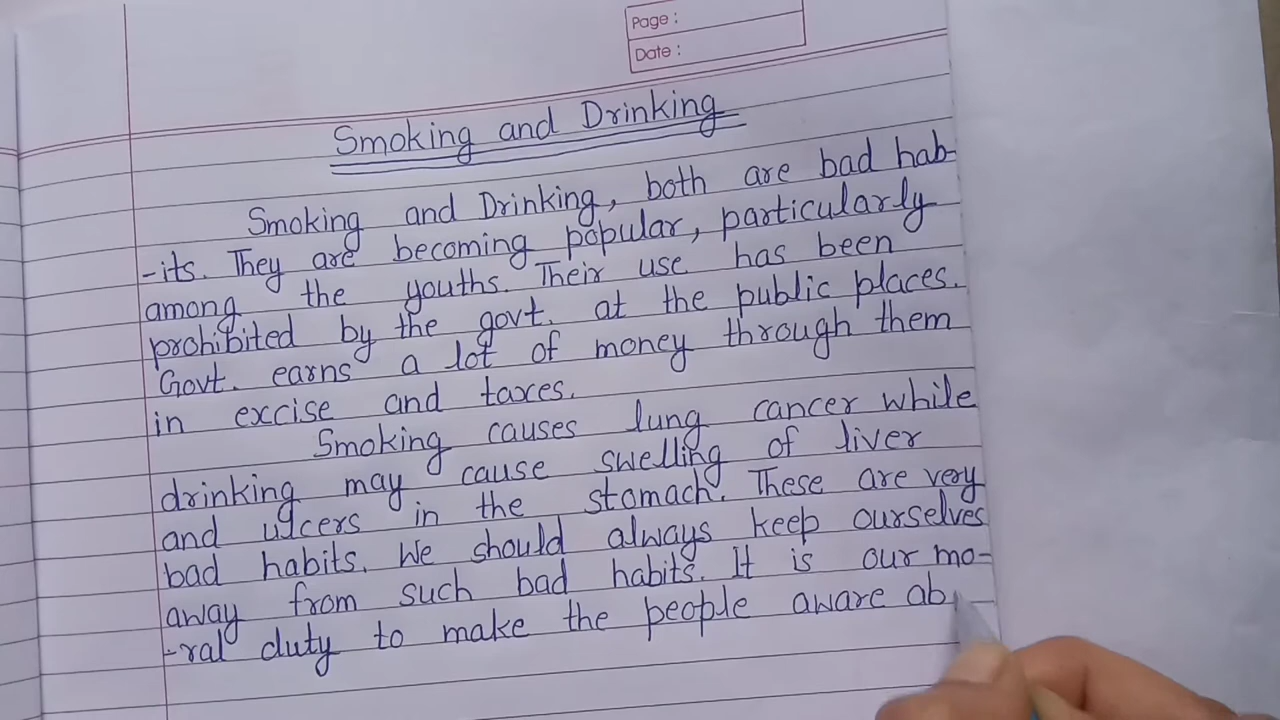 Page :
Date :
Smoking and Drinking
Smoking and Drinking, both are bad hab-
-its. They are becoming popular, particularly
among the youths. Their use has been
prohibited by the govt. at the public places.
Govt. earns a lot of money through them
in excise and taxes.
Smoking causes lung cancer while
drinking may cause swelling of liver
and ulcers in the stomach. These are very
bad habits. We should always keep ourselves
away from such bad habits. It is our mo-
-ral duty to make the people aware ab